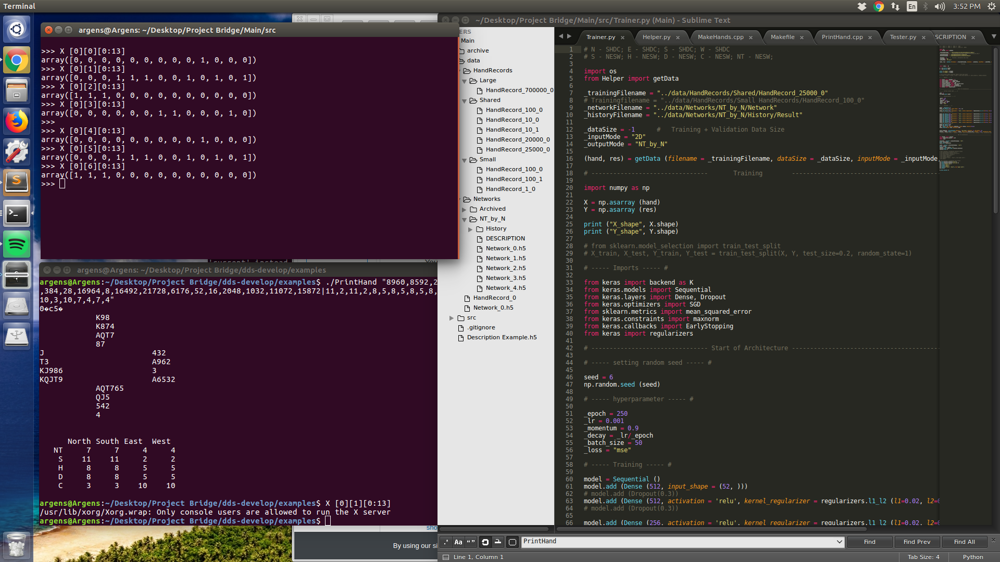 Terminal
En
3:52 PM
argens@Argens: ~/Desktop/Project Bridge/Main/src
>>> X [0][0][0:13]
array([0, 0, 0, 0, 0, 0, 0, 0, 0, 1, 0, 0, 0])
>>> X [0][1][0:13]
array([0, 0, 0, 1, 1, 1, 0, 0, 1, 0, 1, 0, 1])
>>> X [0][2][0:13]
array([1, 1, 1, 0, 0, 0, 0, 0, 0, 0, 0, 0, 0])
>>> X [0][3][0:13]
array([0, 0, 0, 0, 0, 0, 1, 1, 0, 0, 0, 1, 0])
>>>
>>> X [0][4][0:13]
array([0, 0, 0, 0, 0, 0, 0, 0, 0, 1, 0, 0, 0])
>>> X [0][5][0:13]
array([0, 0, 0, 1, 1, 1, 0, 0, 1, 0, 1, 0, 1])
>>> X [0][6][0:13]
array([1, 1, 1, 0, 0, 0, 0, 0, 0, 0, 0, 0, 0])
>>>
argens@Argens: ~/Desktop/Project Bridge/dds-develop/examples
argens@Argens:~/Desktop/Project Bridge/dds-develop/examples$ ./PrintHand "8960,8592,2
,384,28,16964,8,16492,21728,6176,52,16,2048,1032,11072,15872|11,2,11,2,8,5,8,5,8,5,8,
10,3,10,7,4,7,4"
0�c5�
K98
K874
AQT7
87
J 432
T3 A962
KJ986 3
KQJT9 A6532
AQT765
QJ5
542
4
North South East West
NT 7 7 4 4
S 11 11 2 2
H 8 8 5 5
D 8 8 5 5
C 3 3 10 10
argens@Argens:~/Desktop/Project Bridge/dds-develop/examples$ X [0][1][0:13]
/usr/lib/xorg/Xorg.wrap: Only console users are allowed to run the X server
argens@Argens:~/Desktop/Project Bridge/dds-develop/examples$
sho
By using our si
~/Desktop/Project Bridge/Main/src/Trainer.py (Main) - Sublime Text
ERS
Main
archive
data
HandRecords
Large
HandRecord_700000_0
Shared
HandRecord_100_0
HandRecord_10_0
HandRecord_10_1
HandRecord_20000_0
HandRecord_25000_0
Small
HandRecord_100_0
HandRecord_100_1
HandRecord_1_0
Networks
Archived
NT_by_N
History
DESCRIPTION
Network_0.h5
Network_1.h5
Network_2.h5
Network_3.h5
Network_4.h5
HandRecord_0
Network_0.h5
src
.gitignore
Description Example.h5
Trainer.py Helper.py MakeHands.cpp Makefile PrintHand.cpp Tester.py SCRIPTION
1 # N - SHDC; E - SHDC; S - SHDC; W - SHDC
2 # S - NESW; H - NESW; D - NESW; C - NESW; NT - NESW;
3
4 import os
5 from Helper import getData
6
7 _trainingFilename = "../data/HandRecords/Shared/HandRecord_25000_0"
8 # Trainingfilename = "../data/HandRecords/Small HandRecords/HandRecord_100_0"
9 _networkFilename = "../data/Networks/NT_by_N/Network"
10 _historyFilename = "../data/Networks/NT_by_N/History/Result"
11
12 _dataSize = -1 # Training + Validation Data Size
13 _inputMode = "2D"
14 _outputMode = "NT_by_N"
15
16 (hand, res) = getData (filename = _trainingFilename, dataSize = _dataSize, inputMode = _inputMode,
17
18 # -------------------------------- Training ----------------------------------------
19
20 import numpy as np
21
22 X = np.asarray (hand)
23 Y = np.asarray (res)
24
25 print ("X_shape", X.shape)
26 print ("Y_shape", Y.shape)
27
28 # from sklearn.model_selection import train_test_split
29 # X_train, X_test, Y_train, Y_test = train_test_split(X, Y, test_size=0.2, random_state=1)
30
31 # ----- Imports ----- #
32
33 from keras import backend as K
34 from keras.models import Sequential
35 from keras.layers import Dense, Dropout
36 from keras.optimizers import SGD
37 from sklearn.metrics import mean_squared_error
38 from keras.constraints import maxnorm
39 from keras.callbacks import EarlyStopping
40 from keras import regularizers
41
42 # -------------------------------- Start of Architecture ----------------------------------------
43
44 # ----- setting random seed ----- #
45
46 seed = 6
47 np.random.seed (seed)
48
49 # ----- hyperparameter ----- #
50
51 _epoch = 250
52 _lr = 0.001
53 _momentum = 0.9
54 _decay = _lr/_epoch
55 _batch_size = 50
56 _loss = "mse"
57
58 # ----- Training ----- #
59
60 model = Sequential ()
61 model.add (Dense (512, input_shape = (52, )))
62 # model.add (Dropout(0.3))
63 model.add (Dense (512, activation = 'relu', kernel_regularizer = regularizers.l1_l2 (l1=0.02, l2=0
64 # model.add (Dropout(0.3))
65
66 model.add (Dense (256, activation = 'relu', kernel_regularizer = regularizers.l1_l2 (l1=0.02, l2=0
.* Aa “ ” PrintHand Find Find Prev Find All
Line 1, Column 1 Tab Size: 4 Python